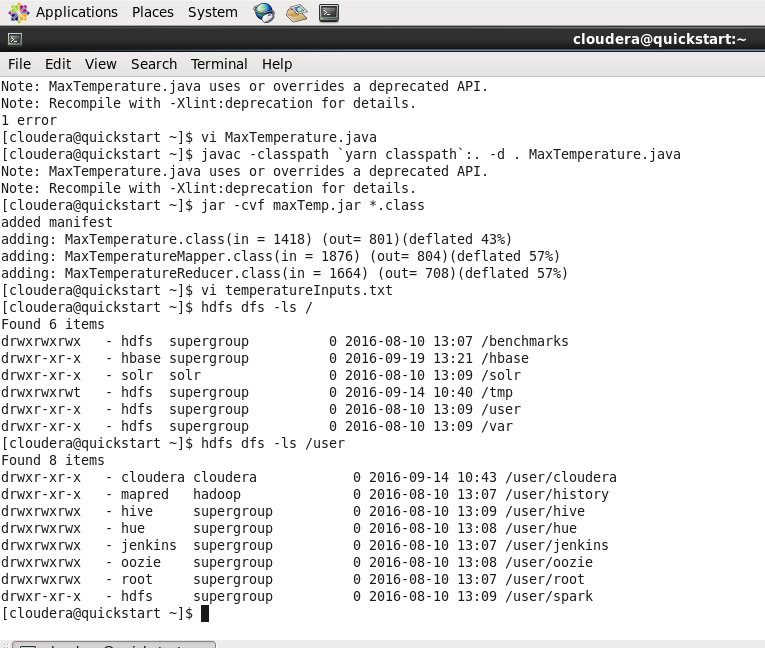 Applications Places System
cloudera@quickstart:~
File Edit View Search Terminal Help
Note: MaxTemperature.java uses or overrides a deprecated API.
Note: Recompile with -Xlint:deprecation for details.
1 error
[cloudera@quickstart ~]$ vi MaxTemperature.java
[cloudera@quickstart ~]$ javac -classpath `yarn classpath`:. -d . MaxTemperature.java
Note: MaxTemperature.java uses or overrides a deprecated API.
Note: Recompile with -Xlint:deprecation for details.
[cloudera@quickstart ~]$ jar -cvf maxTemp.jar *.class
added manifest
adding: MaxTemperature.class(in = 1418) (out= 801)(deflated 43%)
adding: MaxTemperatureMapper.class(in = 1876) (out= 804)(deflated 57%)
adding: MaxTemperatureReducer.class(in = 1664) (out= 708)(deflated 57%)
[cloudera@quickstart ~]$ vi temperatureInputs.txt
[cloudera@quickstart ~]$ hdfs dfs -ls /
Found 6 items
drwxrwxrwx   - hdfs  supergroup          0 2016-08-10 13:07 /benchmarks
drwxr-xr-x   - hbase supergroup          0 2016-09-19 13:21 /hbase
drwxr-xr-x   - solr  solr                0 2016-08-10 13:09 /solr
drwxrwxrwt   - hdfs  supergroup          0 2016-09-14 10:40 /tmp
drwxr-xr-x   - hdfs  supergroup          0 2016-08-10 13:09 /user
drwxr-xr-x   - hdfs  supergroup          0 2016-08-10 13:09 /var
[cloudera@quickstart ~]$ hdfs dfs -ls /user
Found 8 items
drwxr-xr-x   - cloudera cloudera            0 2016-09-14 10:43 /user/cloudera
drwxr-xr-x   - mapred   hadoop              0 2016-08-10 13:07 /user/history
drwxrwxrwx   - hive     supergroup          0 2016-08-10 13:09 /user/hive
drwxrwxrwx   - hue      supergroup          0 2016-08-10 13:08 /user/hue
drwxrwxrwx   - jenkins  supergroup          0 2016-08-10 13:07 /user/jenkins
drwxrwxrwx   - oozie    supergroup          0 2016-08-10 13:08 /user/oozie
drwxrwxrwx   - root     supergroup          0 2016-08-10 13:07 /user/root
drwxr-xr-x   - hdfs     supergroup          0 2016-08-10 13:09 /user/spark
[cloudera@quickstart ~]$